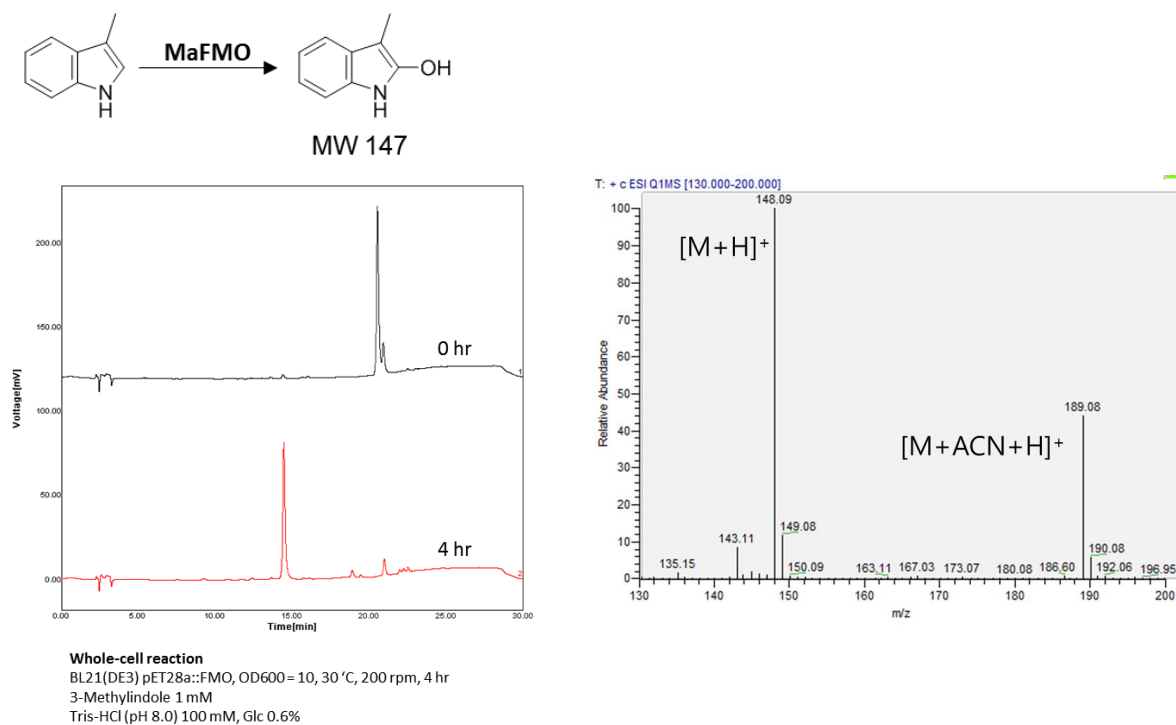 MaFMO
N
H
OH
N
H
MW 147
Voltage[mV]
200.00
150.00
100.00
50.00
0.00
0 hr
1
4 hr
2
0.00 5.00 10.00 15.00 20.00 25.00 30.00
Time[min]
T: + c ESI Q1MS [130.000-200.000]
Relative Abundance
100
90
80
70
60
50
40
30
20
10
0
148.09
[M+H]+
189.08
[M+ACN+H]+
135.15
143.11
149.08
150.09
163.11
167.03
173.07
180.08
186.60
190.08
192.06
196.95
130 140 150 160 170 180 190 200
m/z
Whole-cell reaction
BL21(DE3) pET28a::FMO, OD600 = 10, 30 ‘C, 200 rpm, 4 hr
3-Methylindole 1 mM
Tris-HCl (pH 8.0) 100 mM, Glc 0.6%